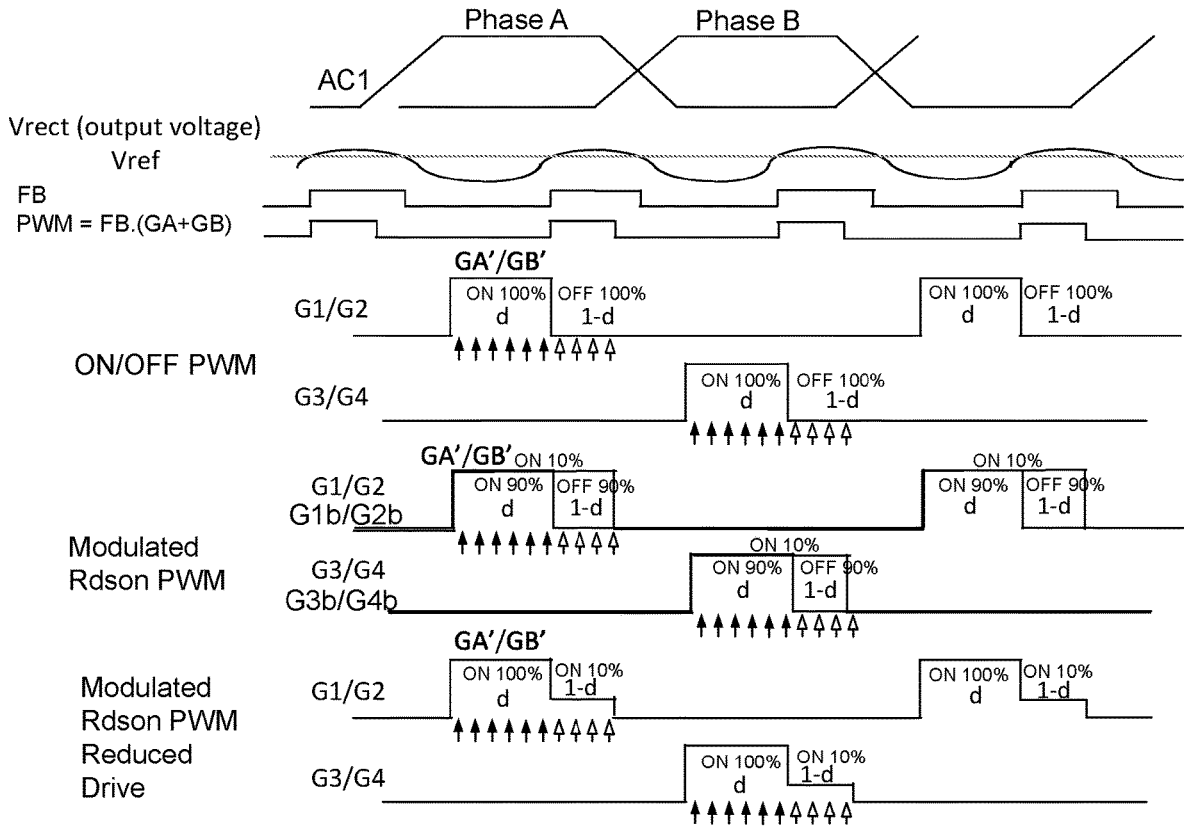 Phase A
Phase B
AC1
Vrect (output voltage)
Vref
FB
PWM = FB.(GA+GB)
GA'/GB'
G1/G2
ON 100%
d
OFF 100%
1-d
ON 100%
d
OFF 100%
1-d
ON/OFF PWM
G3/G4
ON 100%
d
OFF 100%
1-d
GA'/GB'
ON 10%
ON 10%
G1/G2
G1b/G2b
ON 90%
d
OFF 90%
1-d
ON 90%
d
OFF 90%
1-d
Modulated
Rdson PWM
ON 10%
G3/G4
G3b/G4b
ON 90%
d
OFF 90%
1-d
GA'/GB'
Modulated
Rdson PWM
Reduced
Drive
G1/G2
ON 100%
d
ON 10%
1-d
ON 100%
d
ON 10%
1-d
G3/G4
ON 100%
d
ON 10%
1-d